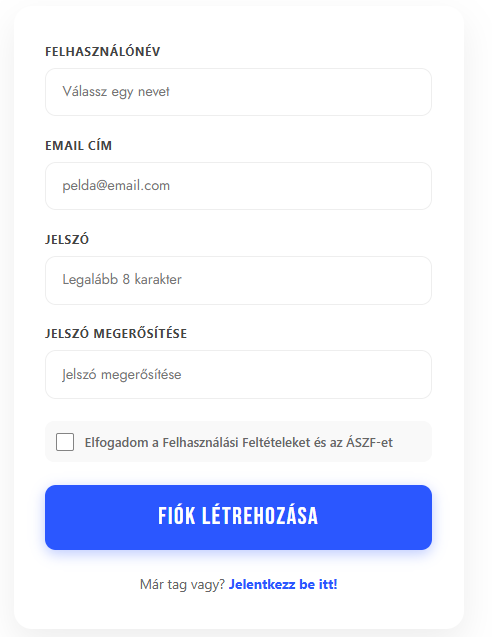 FELHASZNÁLÓNÉV
Válassz egy nevet
EMAIL CÍM
pelda@email.com
JELSZÓ
Legalább 8 karakter
JELSZÓ MEGERŐSÍTÉSE
Jelszó megerősítése
Elfogadom a Felhasználási Feltételeket és az ÁSZF-et
FIÓK LÉTREHOZÁSA
Már tag vagy? Jelentkezz be itt!